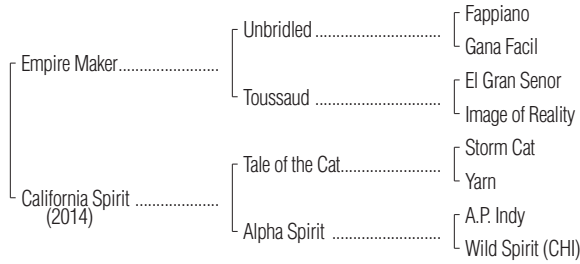 Fappiano
Unbridled
Gana Facil
Empire Maker
El Gran Senor
Toussaud
Image of Reality
Storm Cat
Tale of the Cat
Yarn
California Spirit
(2014)
A.P. Indy
Alpha Spirit
Wild Spirit (CHI)